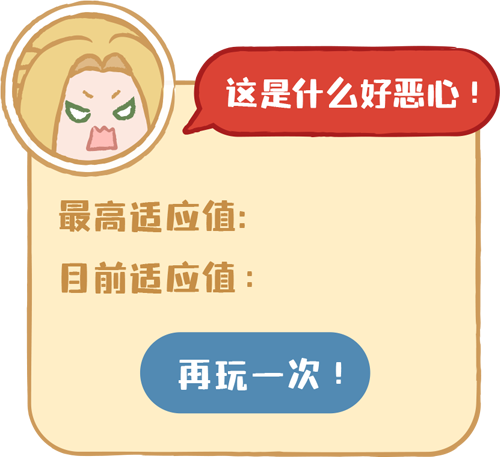 这是什么好恶心！
最高适应值:
目前适应值：
再玩一次！